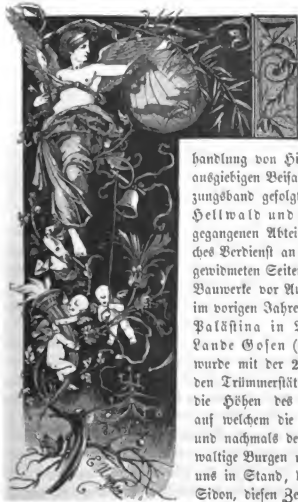 handlung von Hi
ausgiebigen Beifa
zungsband gefolgt
Hellwald und
gegangenen Abtei
ches Verdienst an
gewidmeten Seite
Bauwerke vor Au
im vorigen Jahre
Palästina in
Lande Gosen (
wurde mit der
den Trümmerstät
die Höhen des
auf welchem die
und nachmals de
waltige Burgen
uns in Stand,
Sidon, diesen Ze